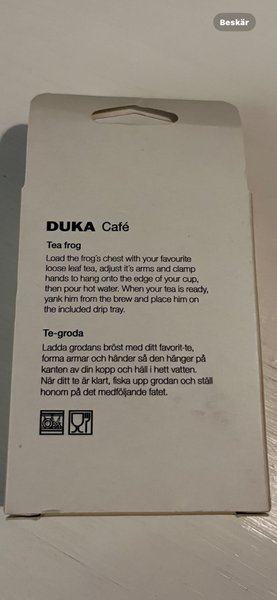 Beskär
DUKA Café
Tea frog
Load the frog's chest with your favourite
loose leaf tea, adjust it's arms and clamp
hands to hang onto the edge of your cup,
then pour hot water. When your tea is ready,
yank him from the brew and place him on
the included drip tray.
Te-groda
Ladda grodans bröst med ditt favorit-te,
forma armar och händer så den hänger på
kanten av din kopp och häll i hett vatten.
När ditt te är klart, fiska upp grodan och ställ
honom på det medföljande fatet.